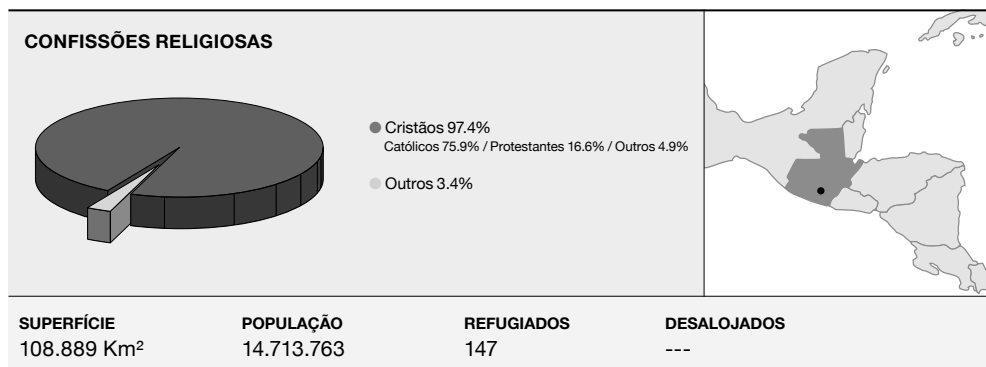 CONFISSÕES RELIGIOSAS
Cristãos 97.4%
Católicos 75.9% / Protestantes 16.6% / Outros 4.9%
Outros 3.4%
SUPERFÍCIE
108.889 Km²
POPULAÇÃO
14.713.763
REFUGIADOS
147
DESALOJADOS
---